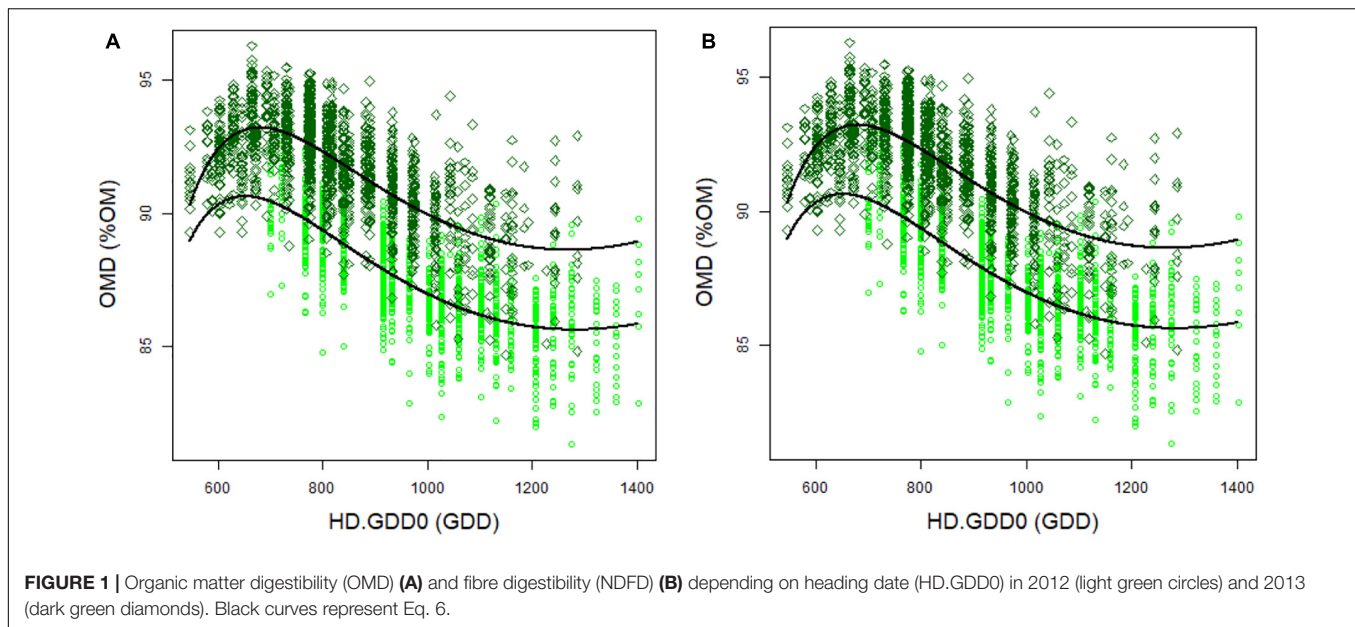 A
95
90
85
OMD (%OM)
600 800 1000 1200 1400
HD.GDD0 (GDD)
B
95
90
85
OMD (%OM)
600 800 1000 1200 1400
HD.GDD0 (GDD)
FIGURE 1 | Organic matter digestibility (OMD) (A) and fibre digestibility (NDFD) (B) depending on heading date (HD.GDD0) in 2012 (light green circles) and 2013
(dark green diamonds). Black curves represent Eq. 6.